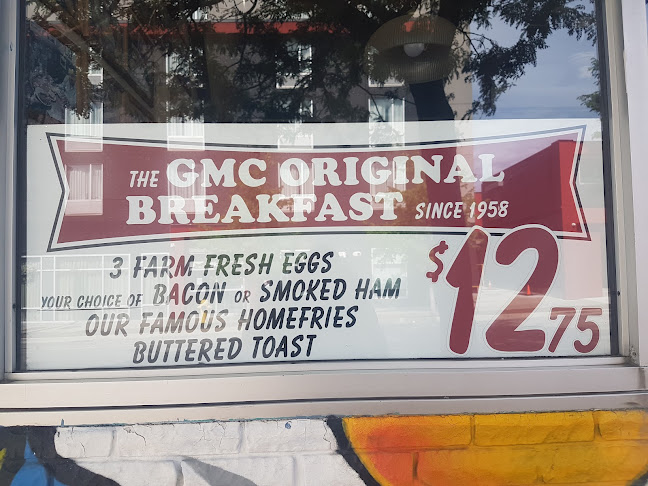 THE GMC ORIGINAL
BREAKFAST SINCE 1958
3 FARM FRESH EGGS
YOUR CHOICE OF BACON OR SMOKED HAM
OUR FAMOUS HOMEFRIES
BUTTERED TOAST
$12.75